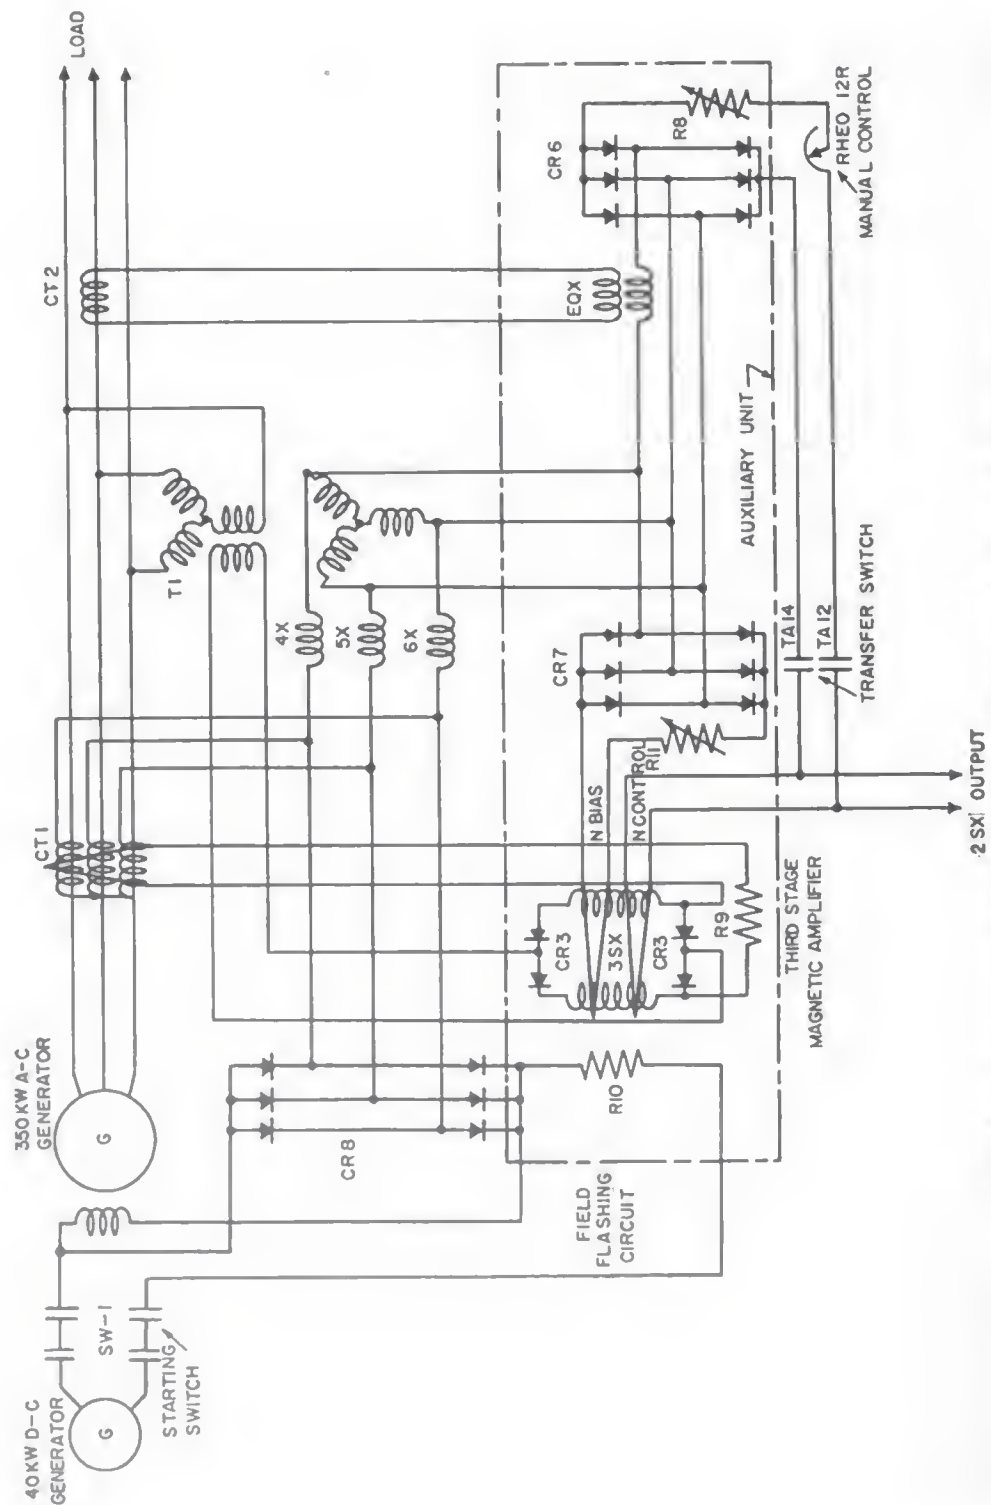 40 KW D-C
GENERATOR
G
SW-1
STARTING
SWITCH
350 KW A-C
GENERATOR
G
CR8
FIELD
FLASHING
CIRCUIT
R10
CT1
T1
4X
5X
6X
CT2
LOAD
CR3
3SX
CR3
R9
THIRD STAGE
MAGNETIC AMPLIFIER
N BIAS
N CONTROL
R11
CR7
2 SX OUTPUT
TA14
TA12
TRANSFER SWITCH
AUXILIARY UNIT
EQX
CR6
R8
RHEO 12R
MANUAL CONTROL